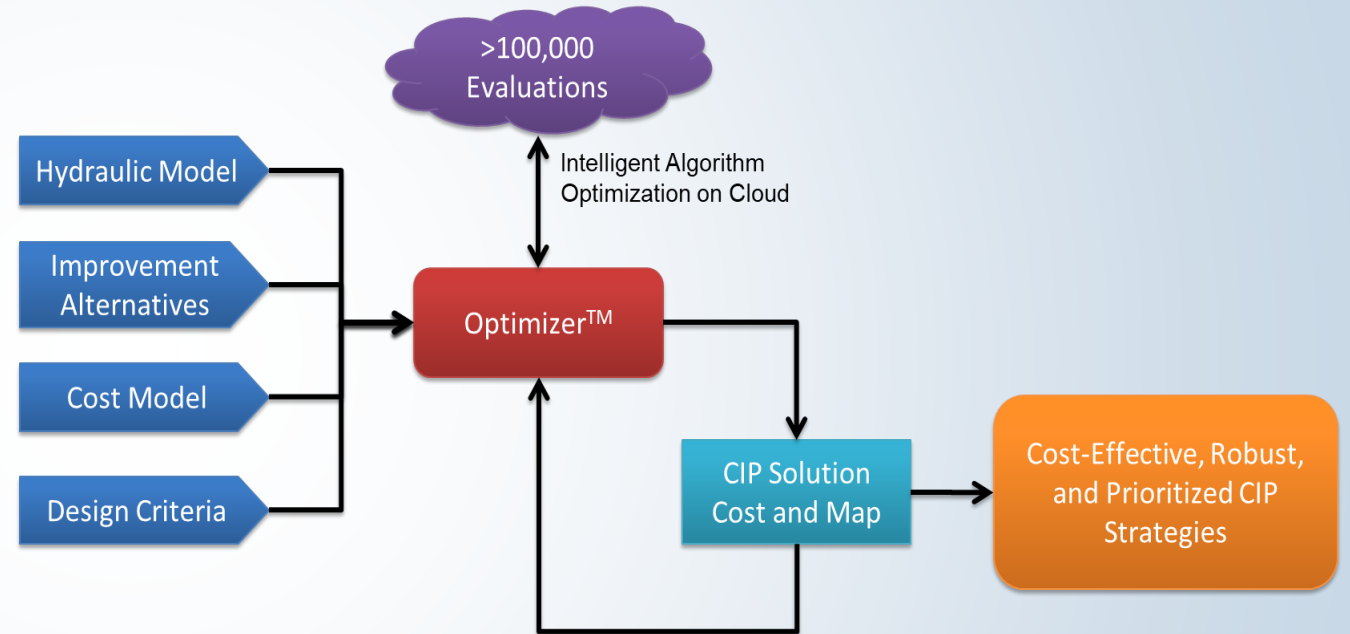 >100,000
Evaluations
Intelligent Algorithm
Optimization on Cloud
Hydraulic Model
Improvement
Alternatives
Cost Model
Design Criteria
Optimizer™
CIP Solution
Cost and Map
Cost-Effective, Robust,
and Prioritized CIP
Strategies